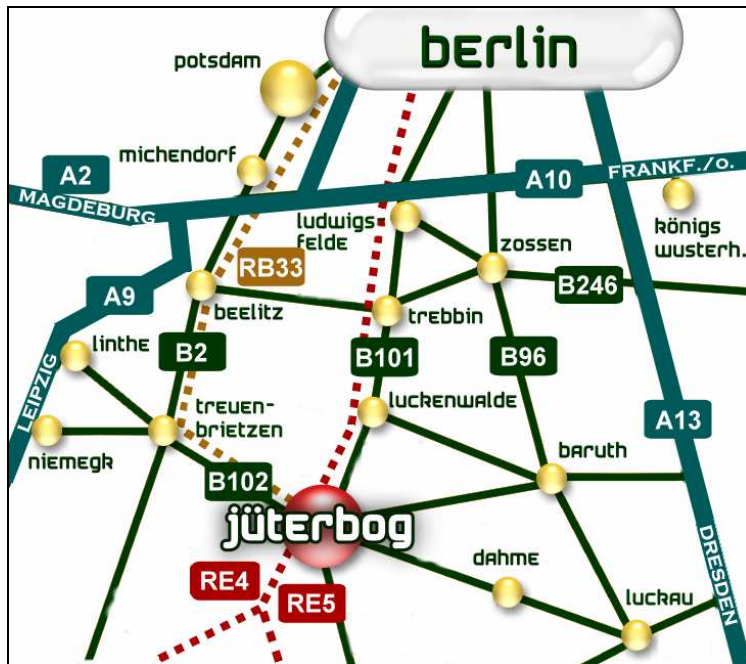 berlin
potsdam
michendorf
A2
MAGDEBURG
A10
FRANKF./O.
königs
wusterh.
ludwigs-
felde
zossen
RB33
B246
A9
beelitz
trebbin
linthe
B2
B101
B96
LEIPZIG
treuen-
brietzen
luckenwalde
A13
niemegk
baruth
B102
jüterbog
DRESDEN
dahme
RE4
RE5
luckau